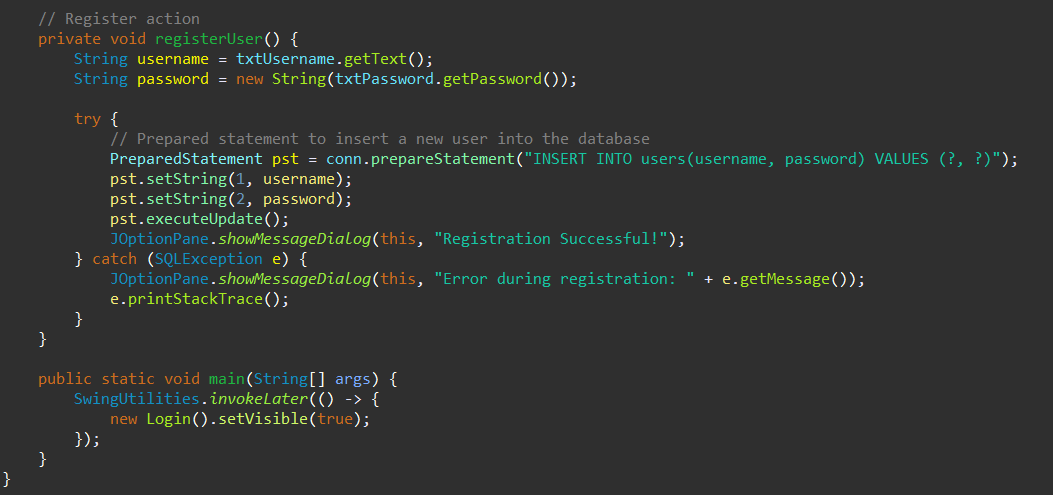 // Register action
private void registerUser() {
String username = txtUsername.getText();
String password = new String(txtPassword.getPassword());
try {
// Prepared statement to insert a new user into the database
PreparedStatement pst = conn.prepareStatement("INSERT INTO users(username, password) VALUES (?, ?)");
pst.setString(1, username);
pst.setString(2, password);
pst.executeUpdate();
JOptionPane.showMessageDialog(this, "Registration Successful!");
} catch (SQLException e) {
JOptionPane.showMessageDialog(this, "Error during registration: " + e.getMessage());
e.printStackTrace();
}
}
public static void main(String[] args) {
SwingUtilities.invokeLater(() -> {
new Login().setVisible(true);
});
}
}